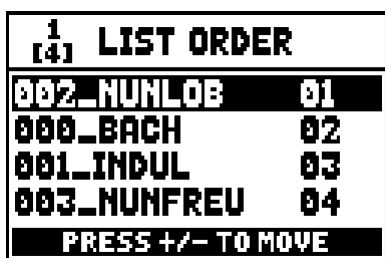 1
[4] LIST ORDER
002_NUNLOB 01
000_BACH 02
001_INDUL 03
003_NUNFREU 04
PRESS +/- TO MOVE